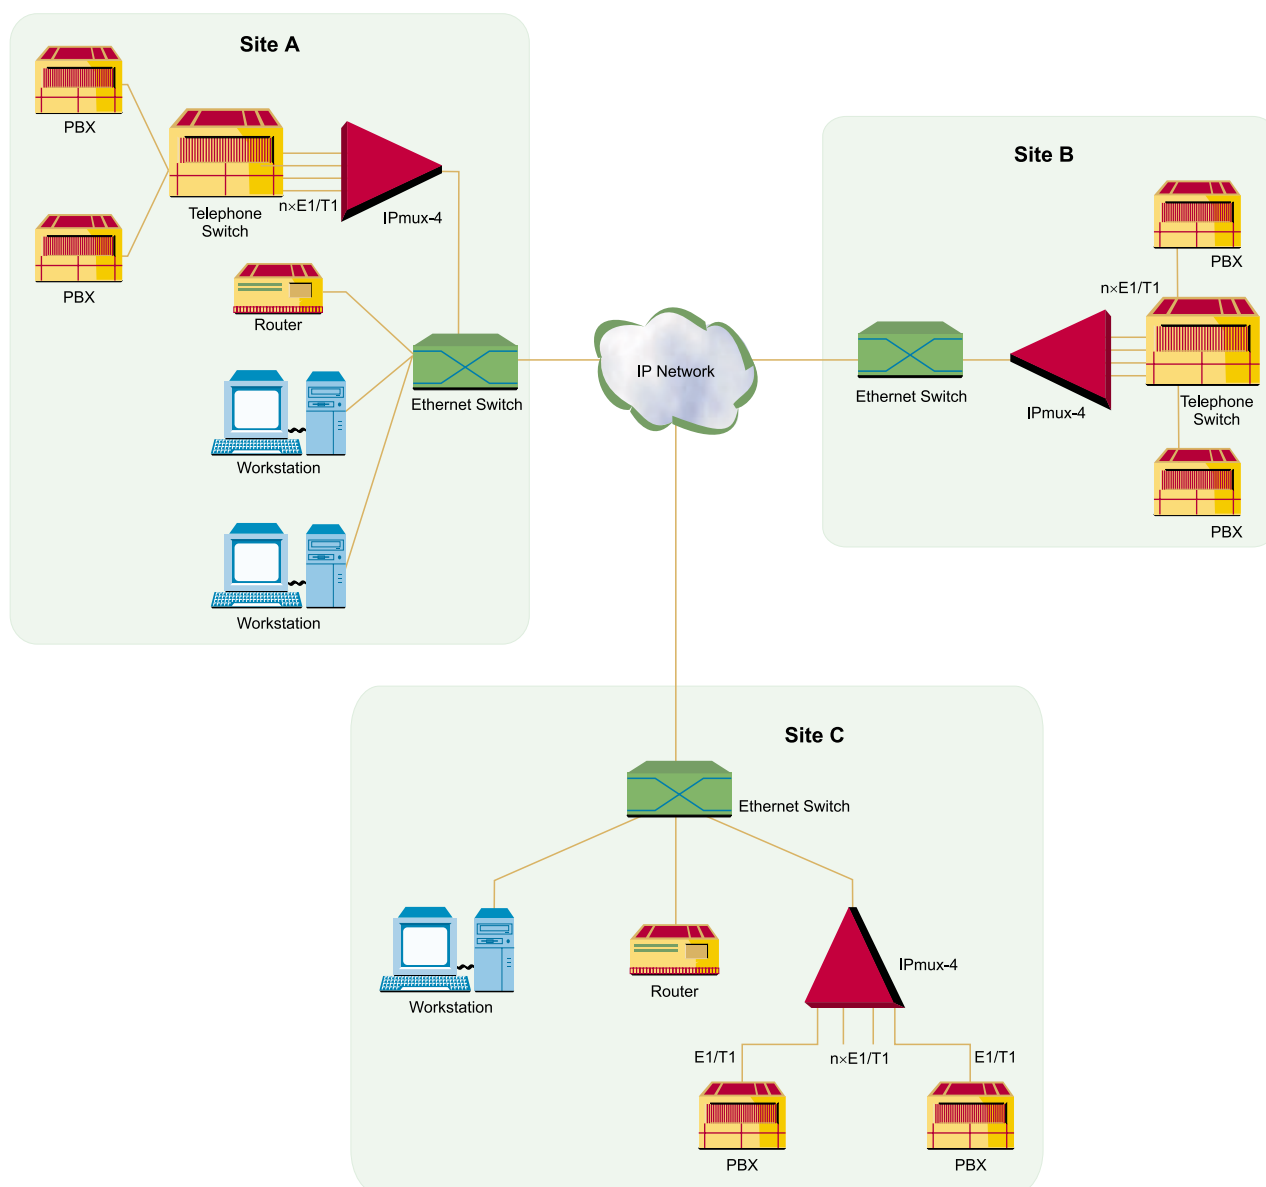 Site A
PBX
Telephone
Switch
n×E1/T1
IPmux-4
PBX
Router
Ethernet Switch
Workstation
Workstation
IP Network
Site B
PBX
n×E1/T1
Ethernet Switch
IPmux-4
Telephone
Switch
PBX
Site C
Ethernet Switch
Workstation
Router
IPmux-4
E1/T1
n×E1/T1
E1/T1
PBX
PBX